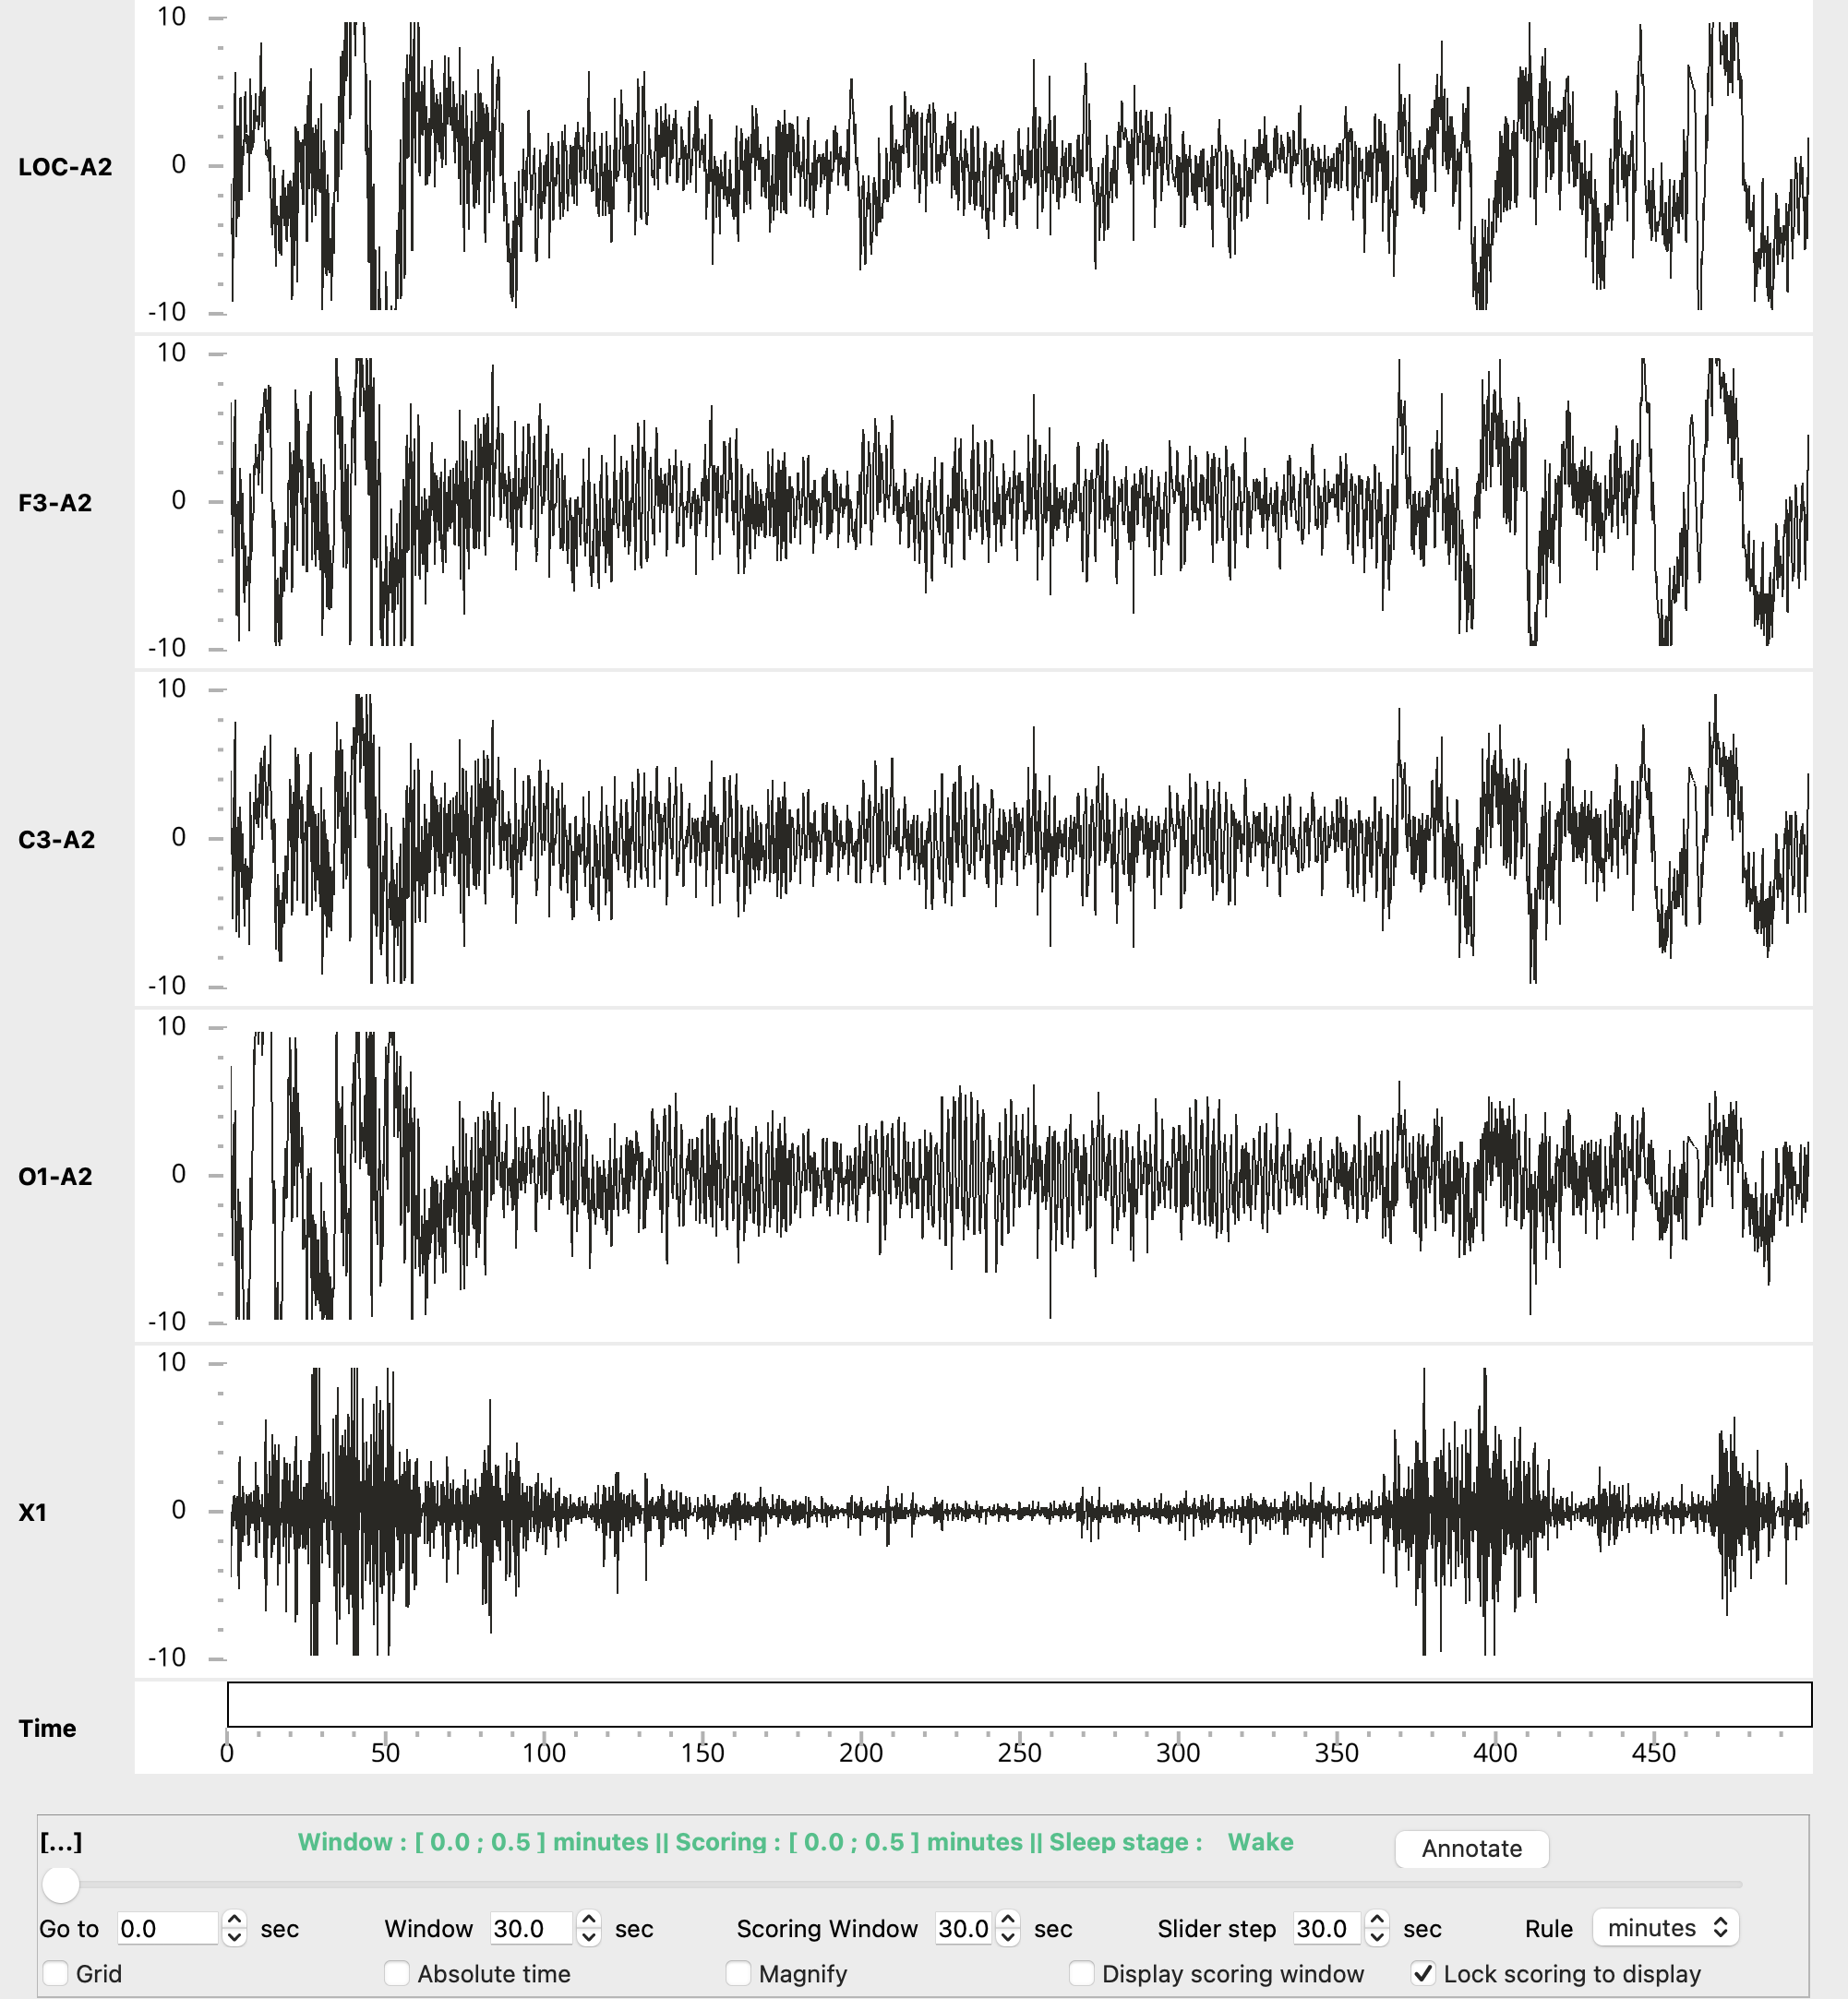 10
LOC-A2
0
-10
10
F3-A2
0
-10
10
C3-A2
0
-10
10
O1-A2
0
-10
10
X1
0
-10
Time
0 50 100 150 200 250 300 350 400 450
[...] Window : [ 0.0 ; 0.5 ] minutes || Scoring : [ 0.0 ; 0.5 ] minutes || Sleep stage : Wake Annotate
Go to 0.0 sec Window 30.0 sec Scoring Window 30.0 sec Slider step 30.0 sec Rule minutes
Grid Absolute time Magnify Display scoring window Lock scoring to display